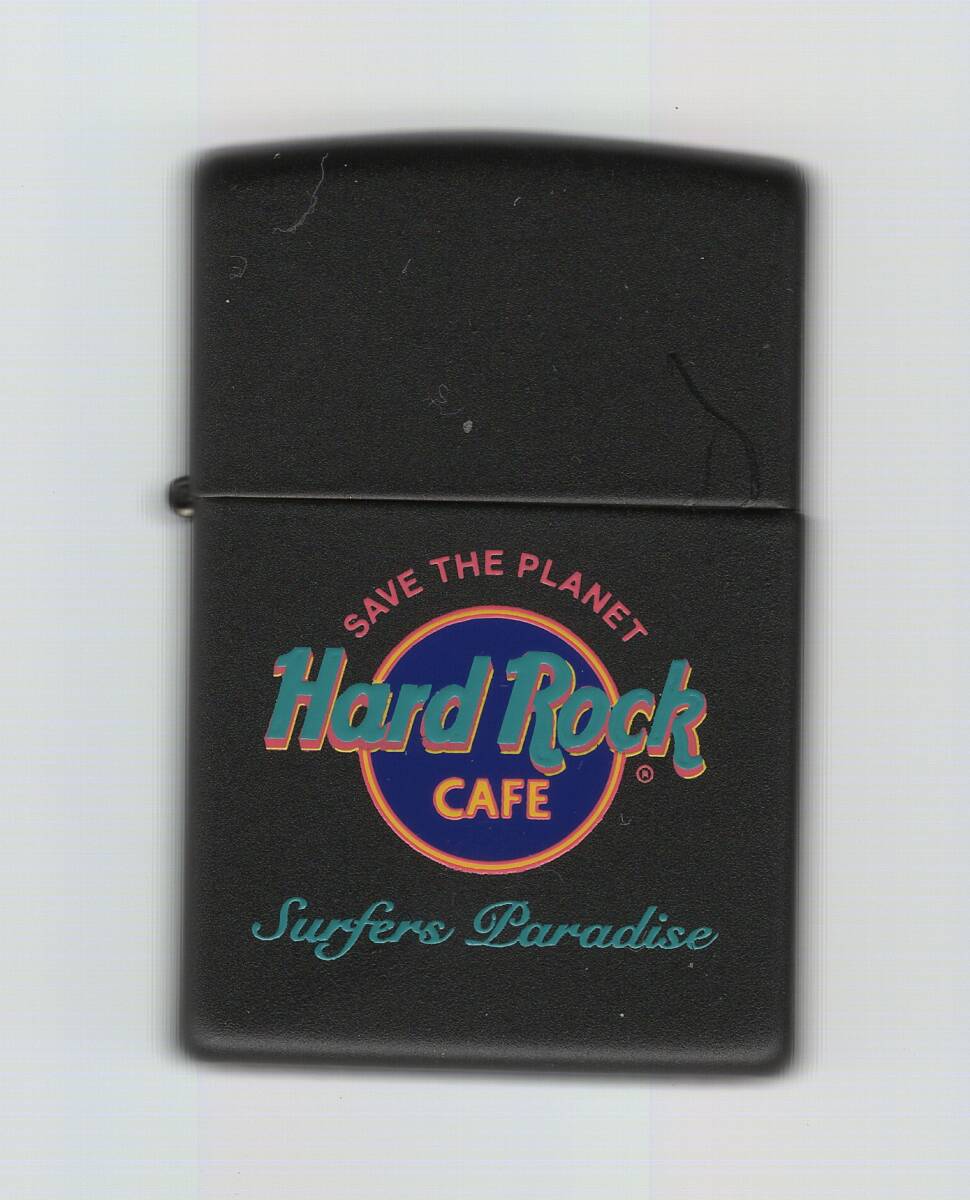 SAVE THE PLANET
Hard Rock
®
CAFE
Surfers Paradise